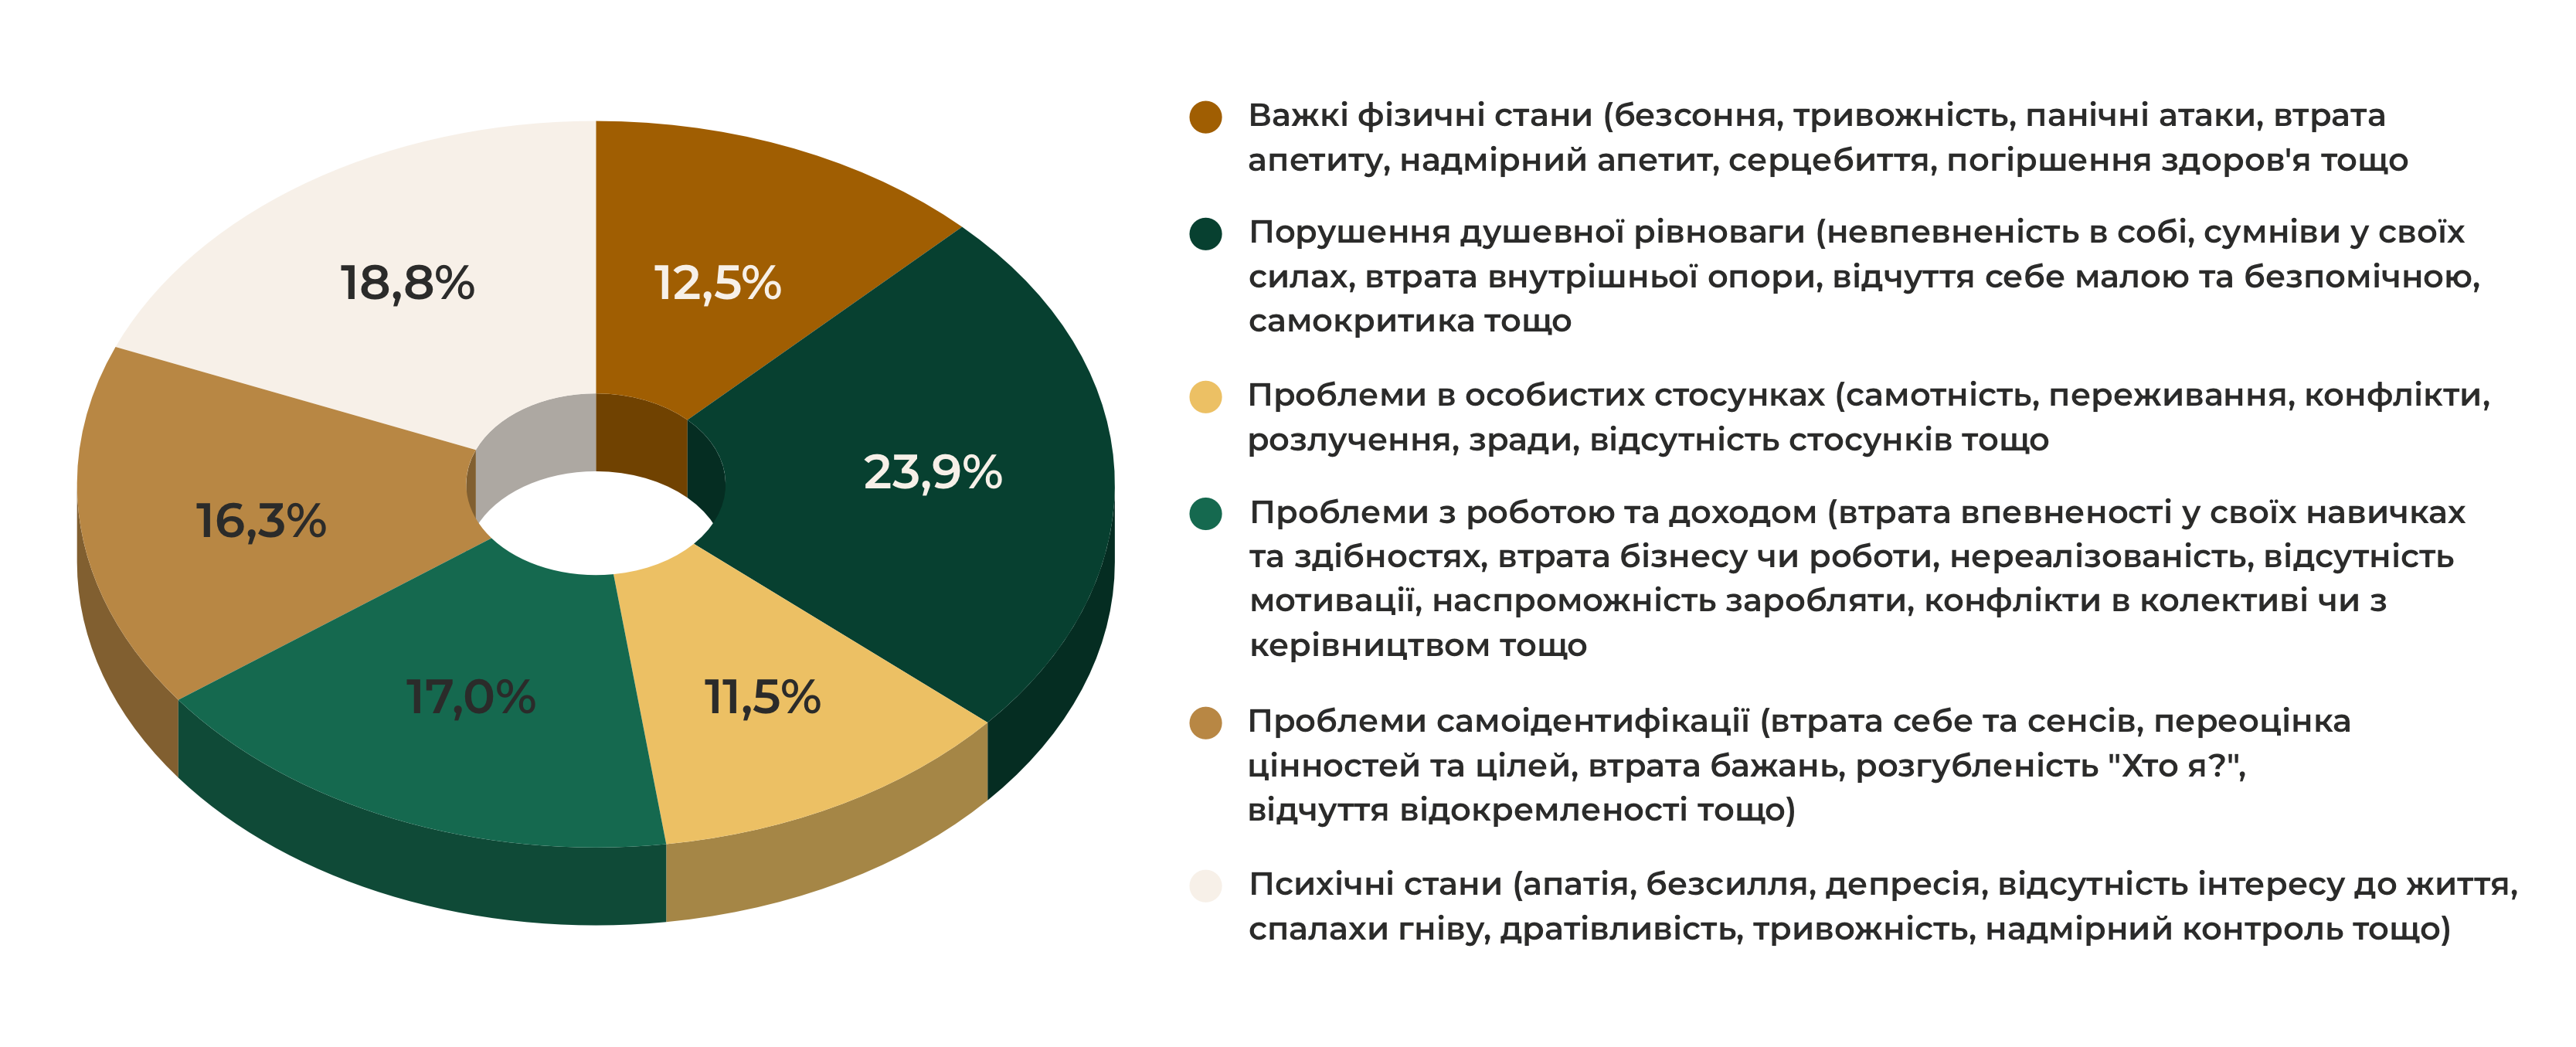 18,8%
12,5%
23,9%
16,3%
17,0%
11,5%
Важкі фізичні стани (безсоння, тривожність, панічні атаки, втрата
апетиту, надмірний апетит, серцебиття, погіршення здоров'я тощо
Порушення душевної рівноваги (невпевненість в собі, сумніви у своїх
силах, втрата внутрішньої опори, відчуття себе малою та безпомічною,
самокритика тощо
Проблеми в особистих стосунках (самотність, переживання, конфлікти,
розлучення, зради, відсутність стосунків тощо
Проблеми з роботою та доходом (втрата впевненості у своїх навичках
та здібностях, втрата бізнесу чи роботи, нереалізованість, відсутність
мотивації, наспроможність заробляти, конфлікти в колективі чи з
керівництвом тощо
Проблеми самоідентифікації (втрата себе та сенсів, переоцінка
цінностей та цілей, втрата бажань, розгубленість "Хто я?",
відчуття відокремленості тощо)
Психічні стани (апатія, безсилля, депресія, відсутність інтересу до життя,
спалахи гніву, дратівливість, тривожність, надмірний контроль тощо)